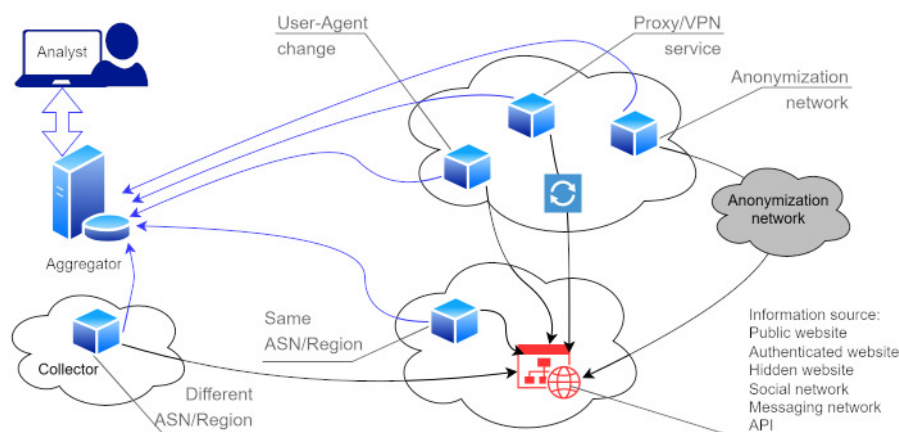 Analyst
User-Agent
change
Proxy/VPN
service
Anonymization
network
Anonymization
network
Aggregator
Same
ASN/Region
Collector
Different
ASN/Region
Information source:
Public website
Authenticated website
Hidden website
Social network
Messaging network
API